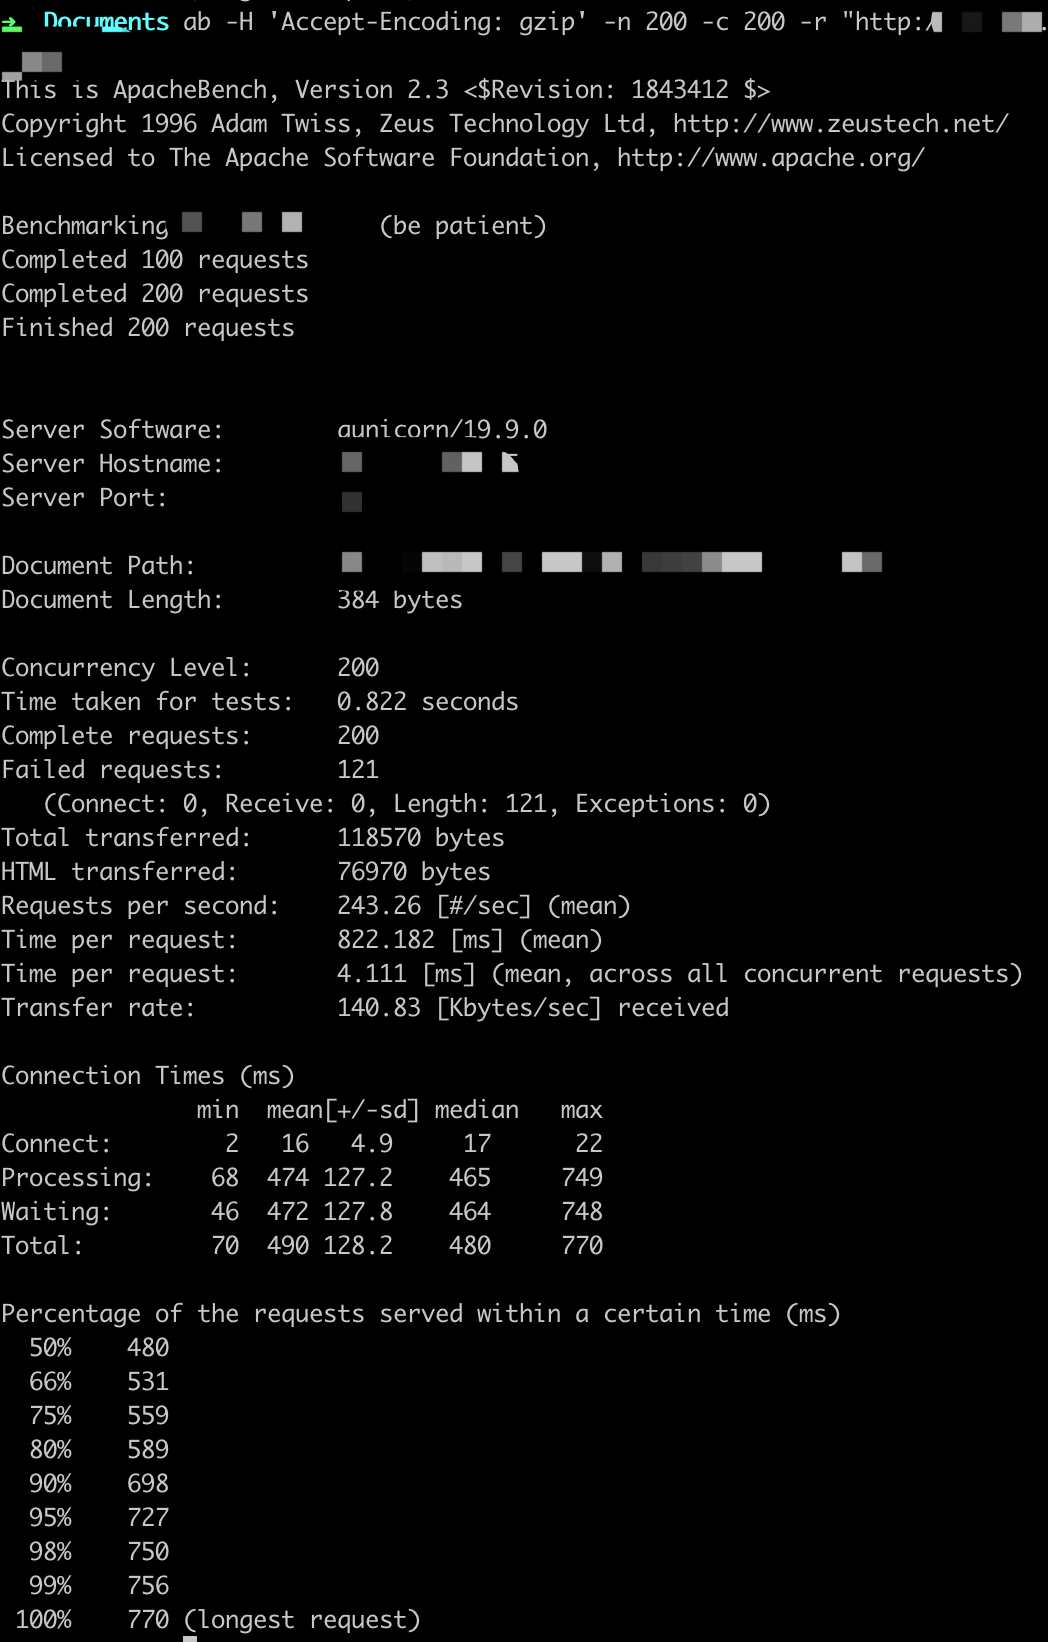 ➜ Documents ab -H 'Accept-Encoding: gzip' -n 200 -c 200 -r "http:/
This is ApacheBench, Version 2.3 <$Revision: 1843412 $>
Copyright 1996 Adam Twiss, Zeus Technology Ltd, http://www.zeustech.net/
Licensed to The Apache Software Foundation, http://www.apache.org/
Benchmarking (be patient)
Completed 100 requests
Completed 200 requests
Finished 200 requests
Server Software: gunicorn/19.9.0
Server Hostname:
Server Port:
Document Path:
Document Length: 384 bytes
Concurrency Level: 200
Time taken for tests: 0.822 seconds
Complete requests: 200
Failed requests: 121
(Connect: 0, Receive: 0, Length: 121, Exceptions: 0)
Total transferred: 118570 bytes
HTML transferred: 76970 bytes
Requests per second: 243.26 [#/sec] (mean)
Time per request: 822.182 [ms] (mean)
Time per request: 4.111 [ms] (mean, across all concurrent requests)
Transfer rate: 140.83 [Kbytes/sec] received
Connection Times (ms)
min mean[+/-sd] median max
Connect: 2 16 4.9 17 22
Processing: 68 474 127.2 465 749
Waiting: 46 472 127.8 464 748
Total: 70 490 128.2 480 770
Percentage of the requests served within a certain time (ms)
50% 480
66% 531
75% 559
80% 589
90% 698
95% 727
98% 750
99% 756
100% 770 (longest request)